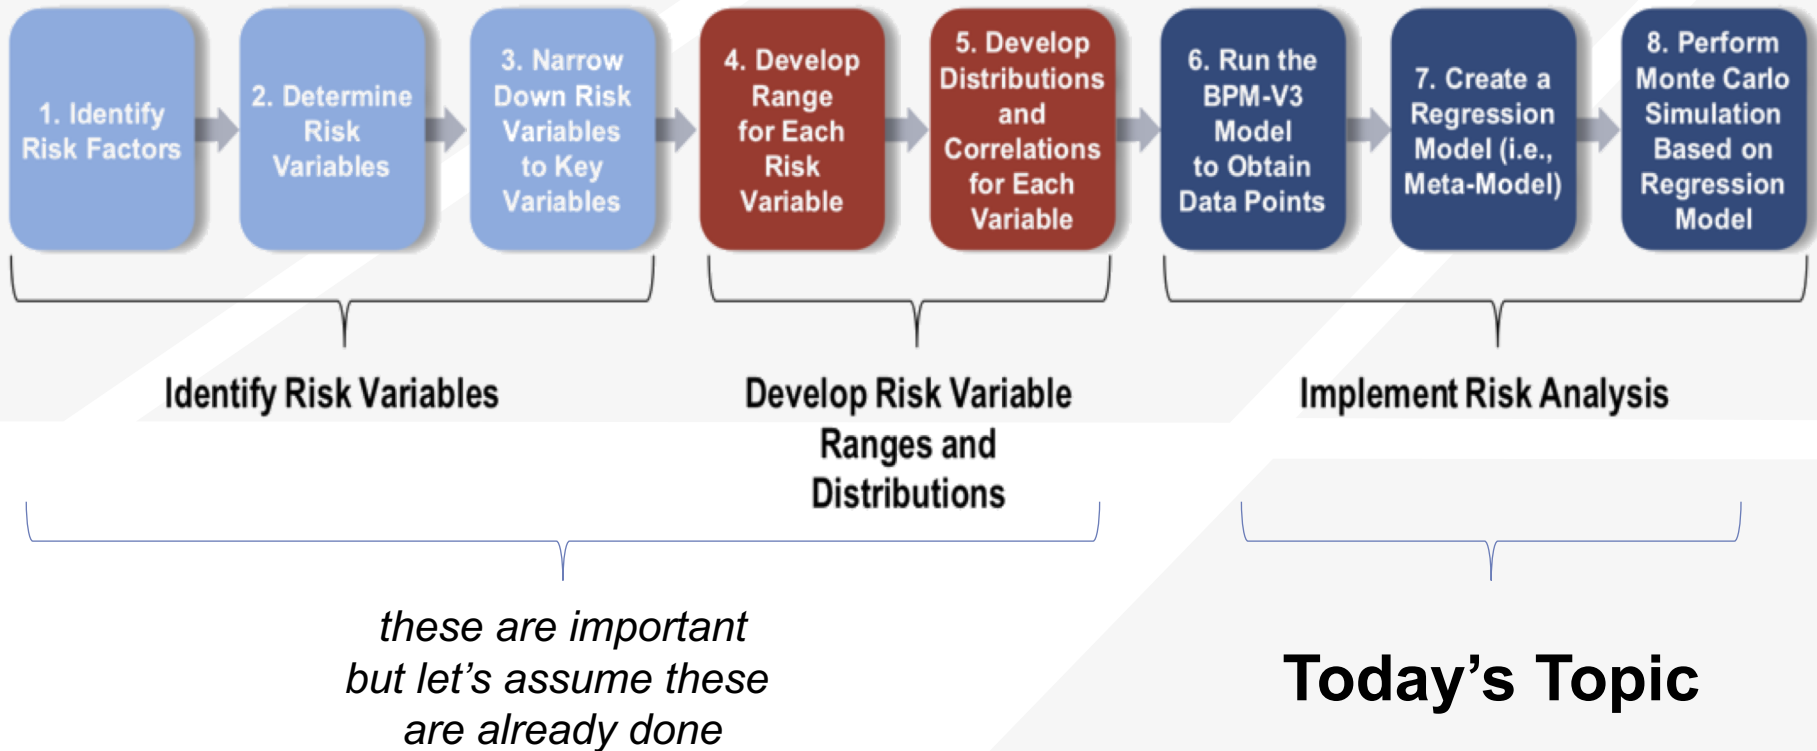 1. Identify
Risk Factors
2. Determine
Risk
Variables
3. Narrow
Down Risk
Variables
to Key
Variables
4. Develop
Range
for Each
Risk
Variable
5. Develop
Distributions
and
Correlations
for Each
Variable
6. Run the
BPM-V3
Model
to Obtain
Data Points
7. Create a
Regression
Model (i.e.,
Meta-Model)
8. Perform
Monte Carlo
Simulation
Based on
Regression
Model
Identify Risk Variables
Develop Risk Variable
Ranges and
Distributions
Implement Risk Analysis
these are important
but let's assume these
are already done
Today's Topic